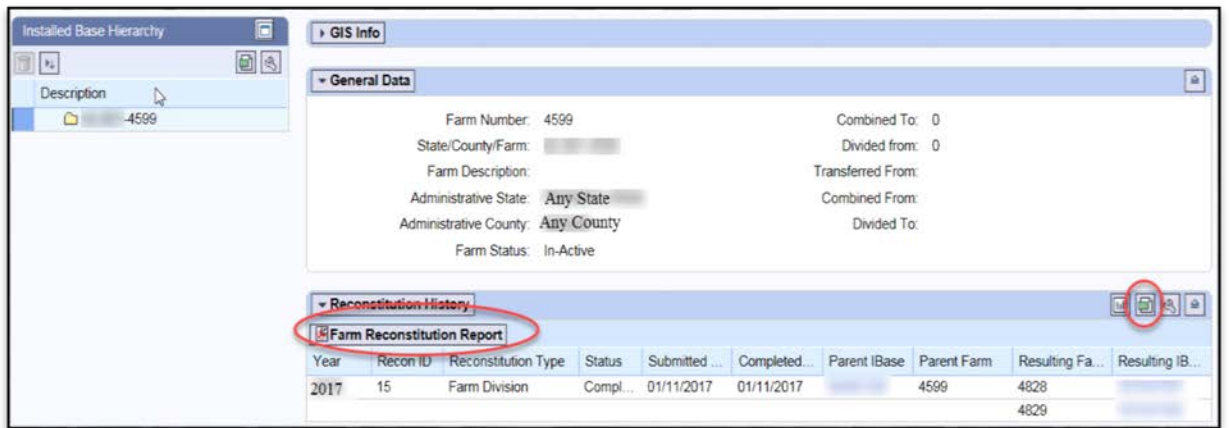 Installed Base Hierarchy
Description
-4599
GIS Info
General Data
Farm Number: 4599 Combined To: 0
State/County/Farm: Divided from: 0
Farm Description: Transferred From:
Administrative State: Any State Combined From:
Administrative County: Any County Divided To:
Farm Status: In-Active
Reconstitution History
Farm Reconstitution Report
Year Recon ID Reconstitution Type Status Submitted ... Completed... Parent IBase Parent Farm Resulting Fa... Resulting IB...
2017 15 Farm Division Compl... 01/11/2017 01/11/2017 4599 4828
4829